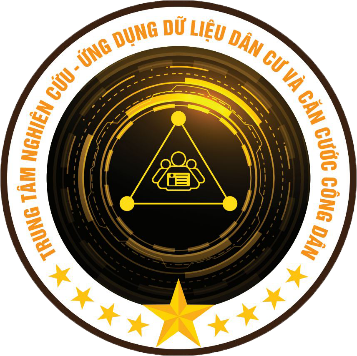 TRUNG TÂM NGHIÊN CỨU - ỨNG DỤNG DỮ LIỆU DÂN CƯ VÀ CĂN CƯỚC CÔNG DÂN